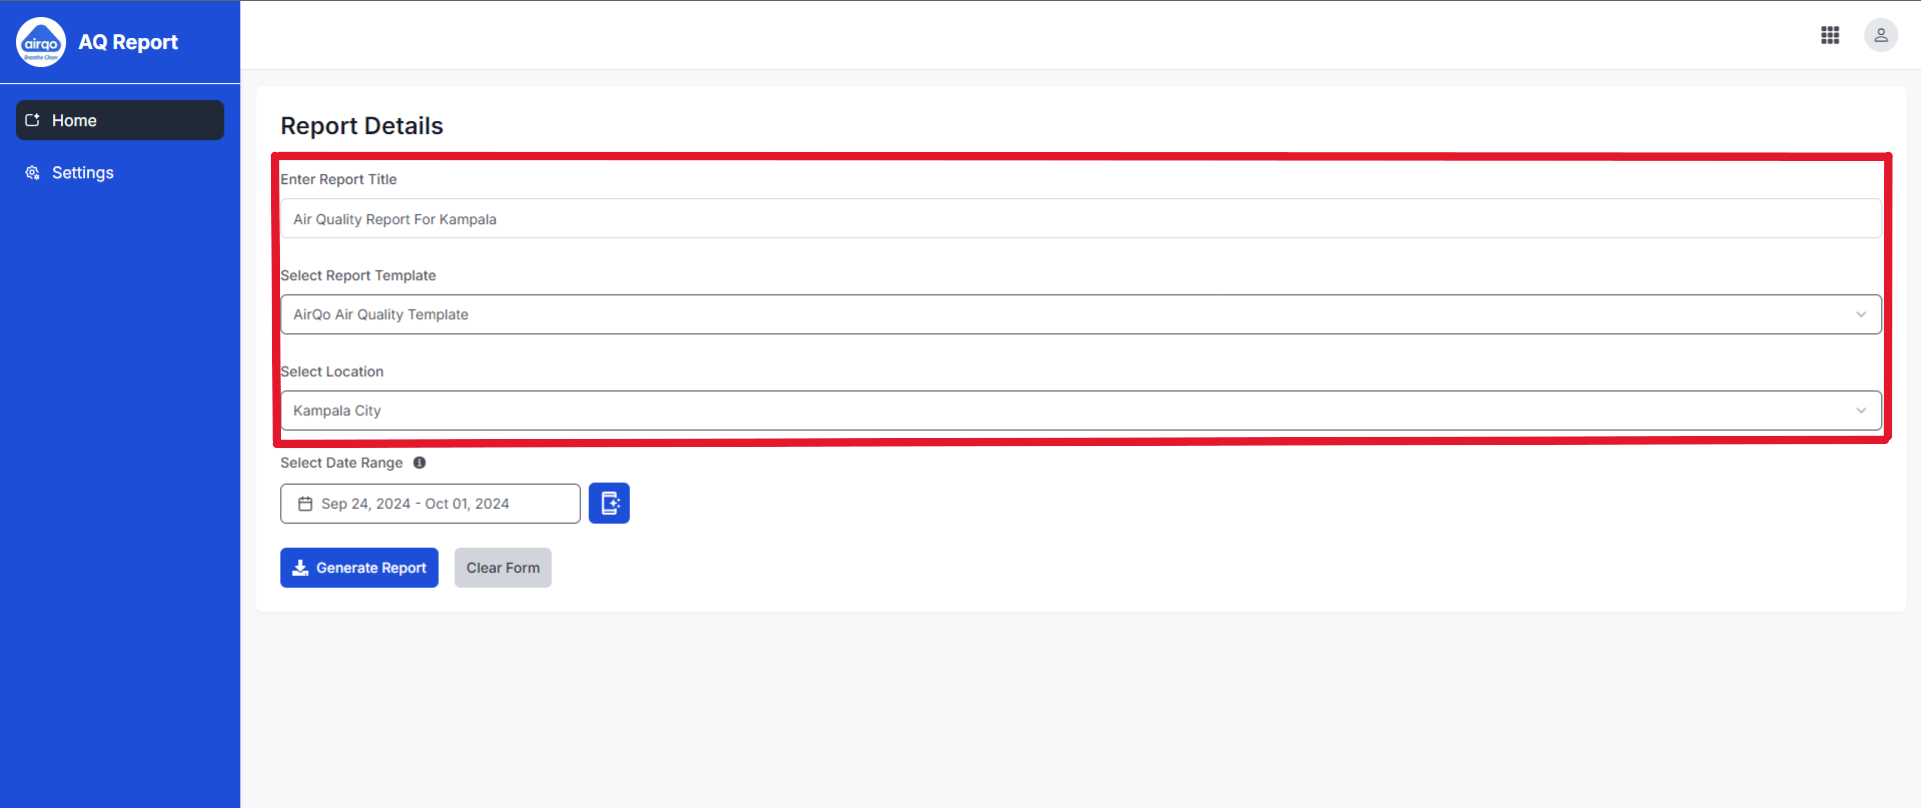 airqo
Breathe Clean
AQ Report
Home
Settings
Report Details
Enter Report Title
Air Quality Report For Kampala
Select Report Template
AirQo Air Quality Template
Select Location
Kampala City
Select Date Range
Sep 24, 2024 - Oct 01, 2024
Generate Report
Clear Form